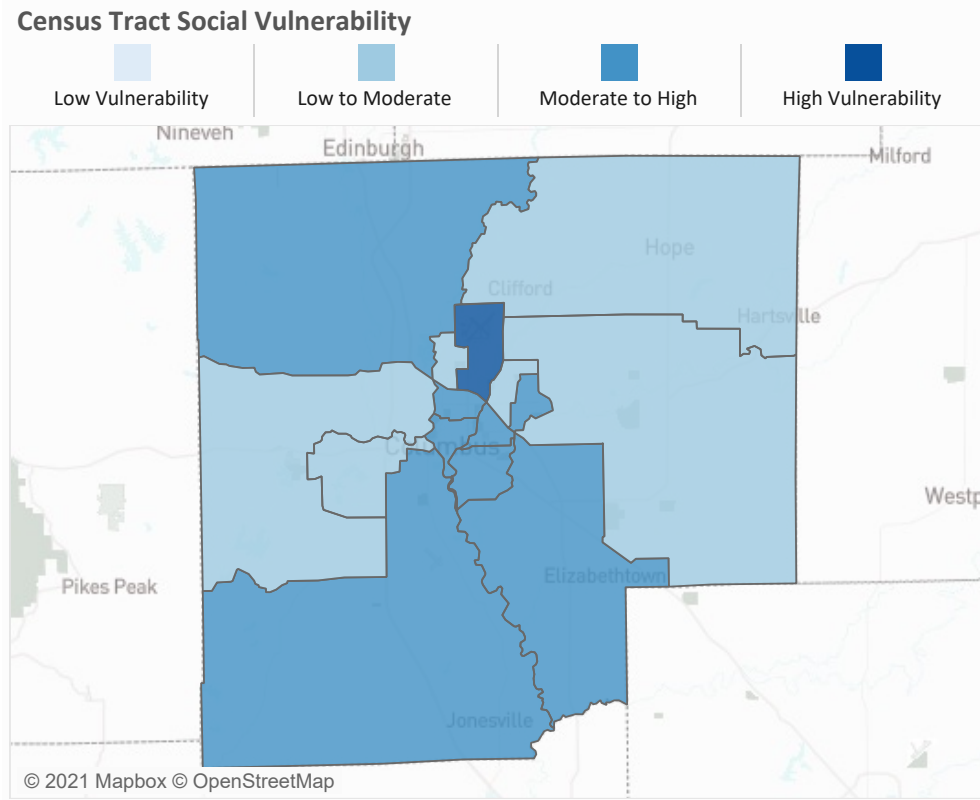 Census Tract Social Vulnerability
Low Vulnerability
Low to Moderate
Moderate to High
High Vulnerability
Nineveh
Edinburgh
Milford
Hope
Clifford
Hartsville
Columbus
Westp
Pikes Peak
Elizabethtown
Jonesville
© 2021 Mapbox © OpenStreetMap